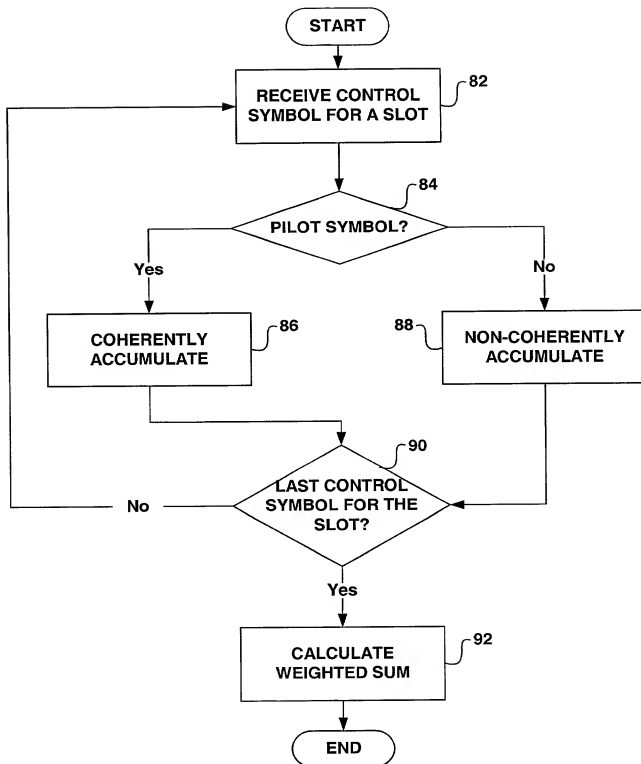 START
RECEIVE CONTROL
SYMBOL FOR A SLOT
82
84
PILOT SYMBOL?
Yes
No
COHERENTLY
ACCUMULATE
86
88
NON-COHERENTLY
ACCUMULATE
90
LAST CONTROL
SYMBOL FOR THE
SLOT?
No
Yes
CALCULATE
WEIGHTED SUM
92
END